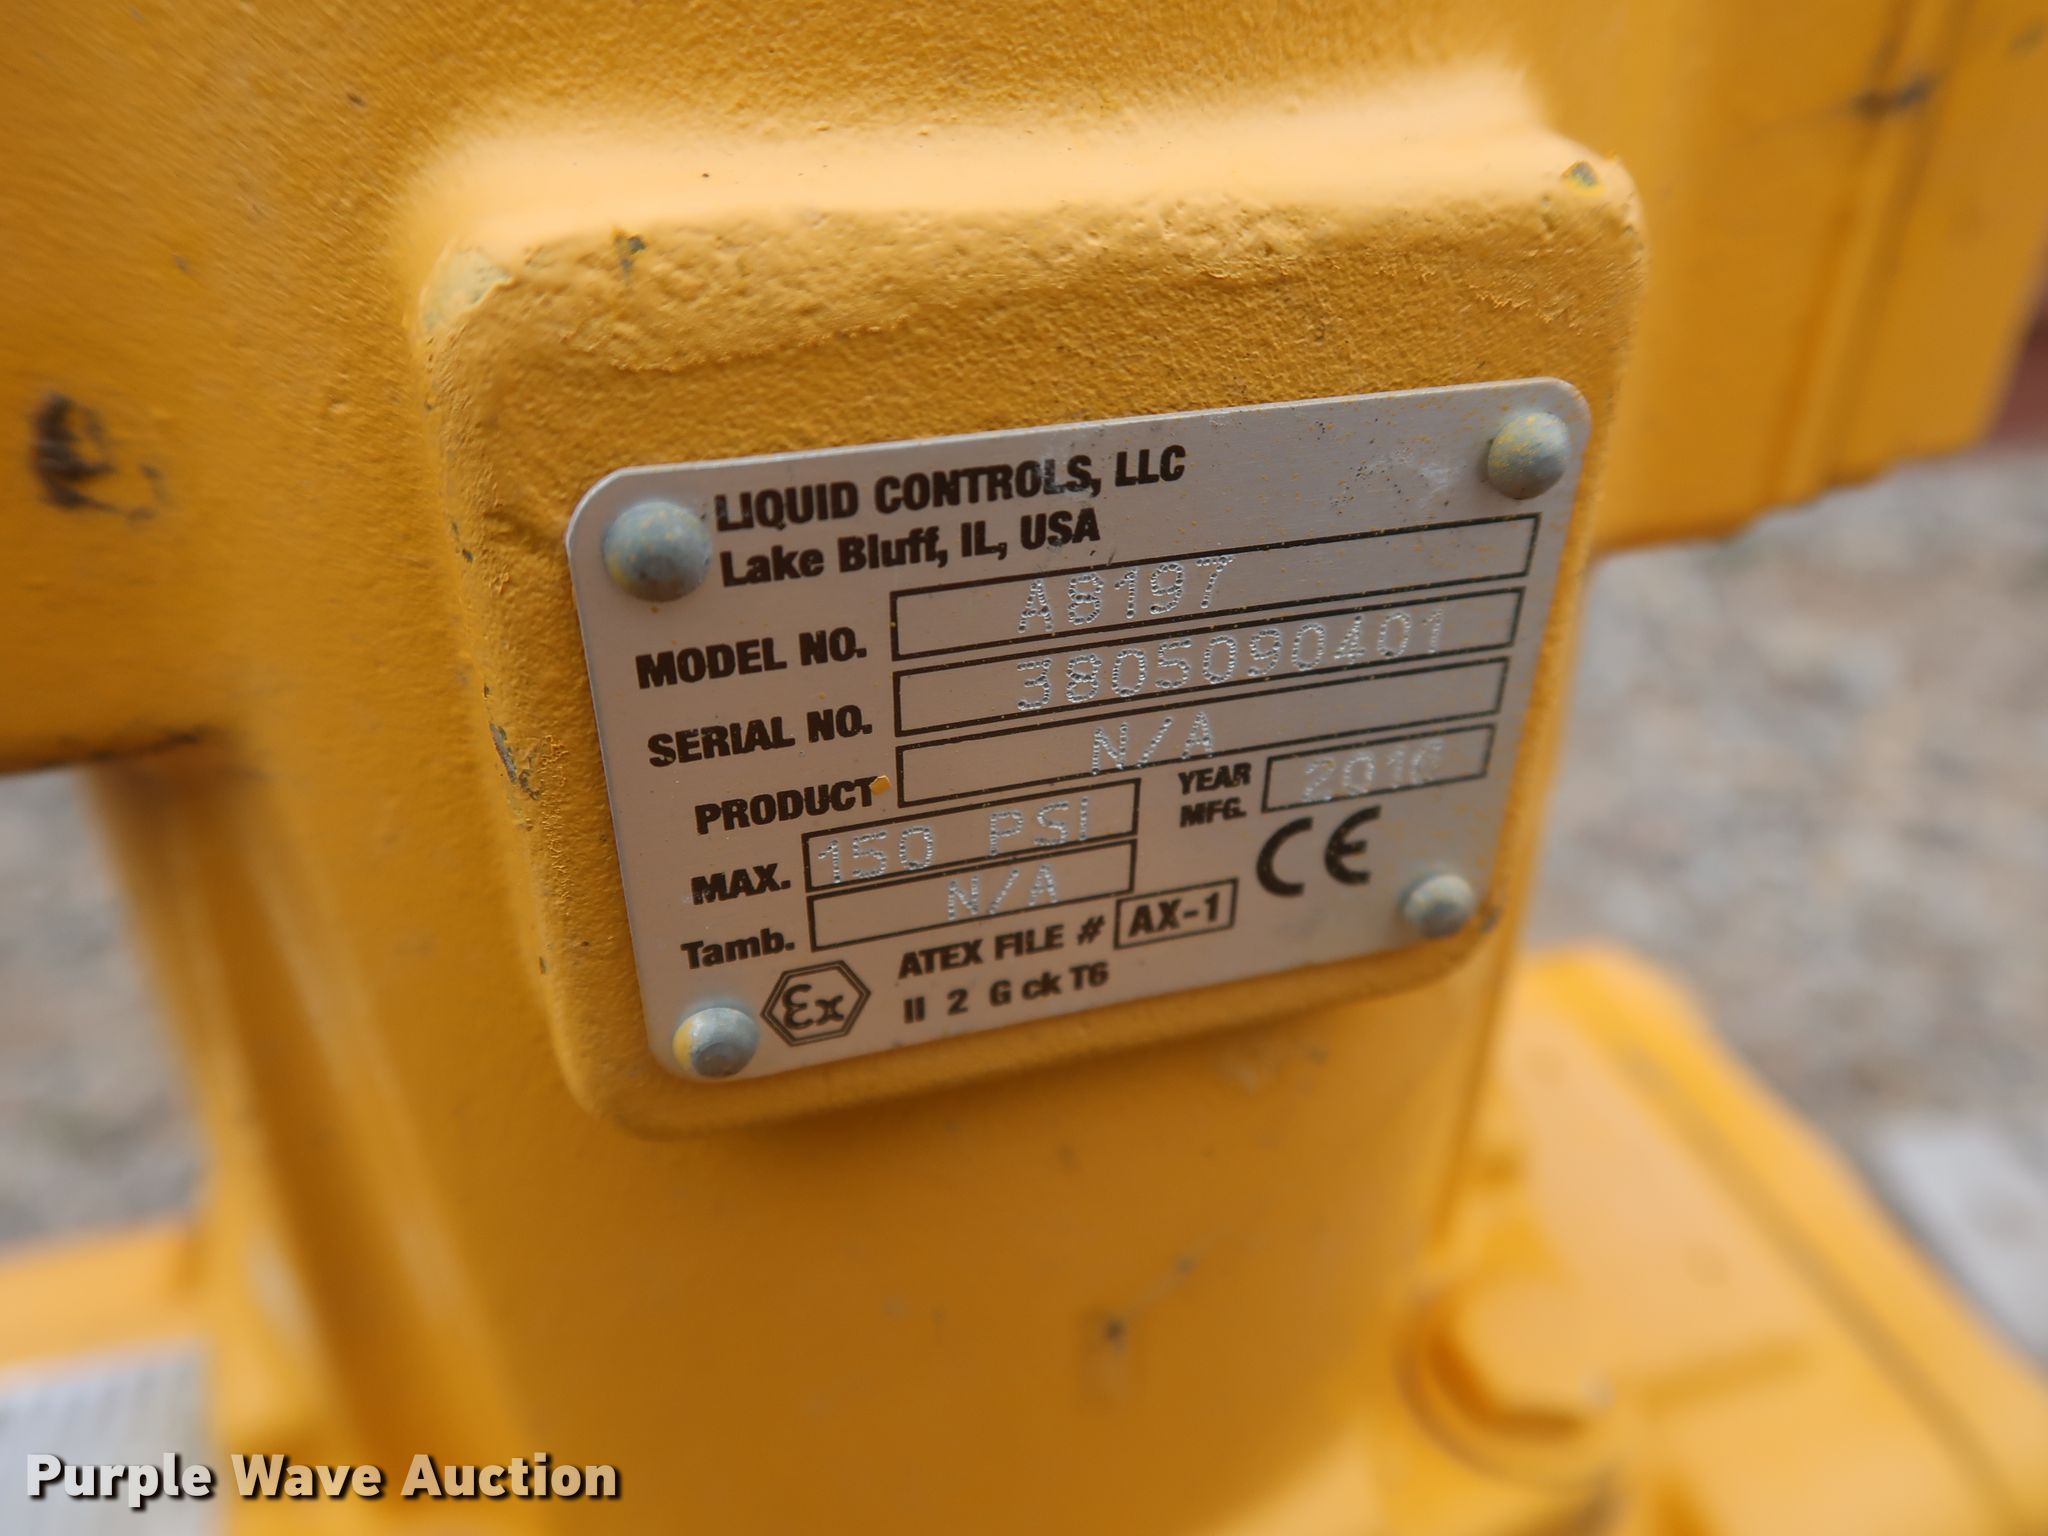 LIQUID CONTROLS, LLC
Lake Bluff, IL, USA
MODEL NO. A8197
SERIAL NO. 3805090401
PRODUCT N/A
MAX. 150 PSI YEAR MFG.
Tamb. N/A CE
Ex ATEX FILE # AX-1
II 2 G ck T6
Purple Wave Auction